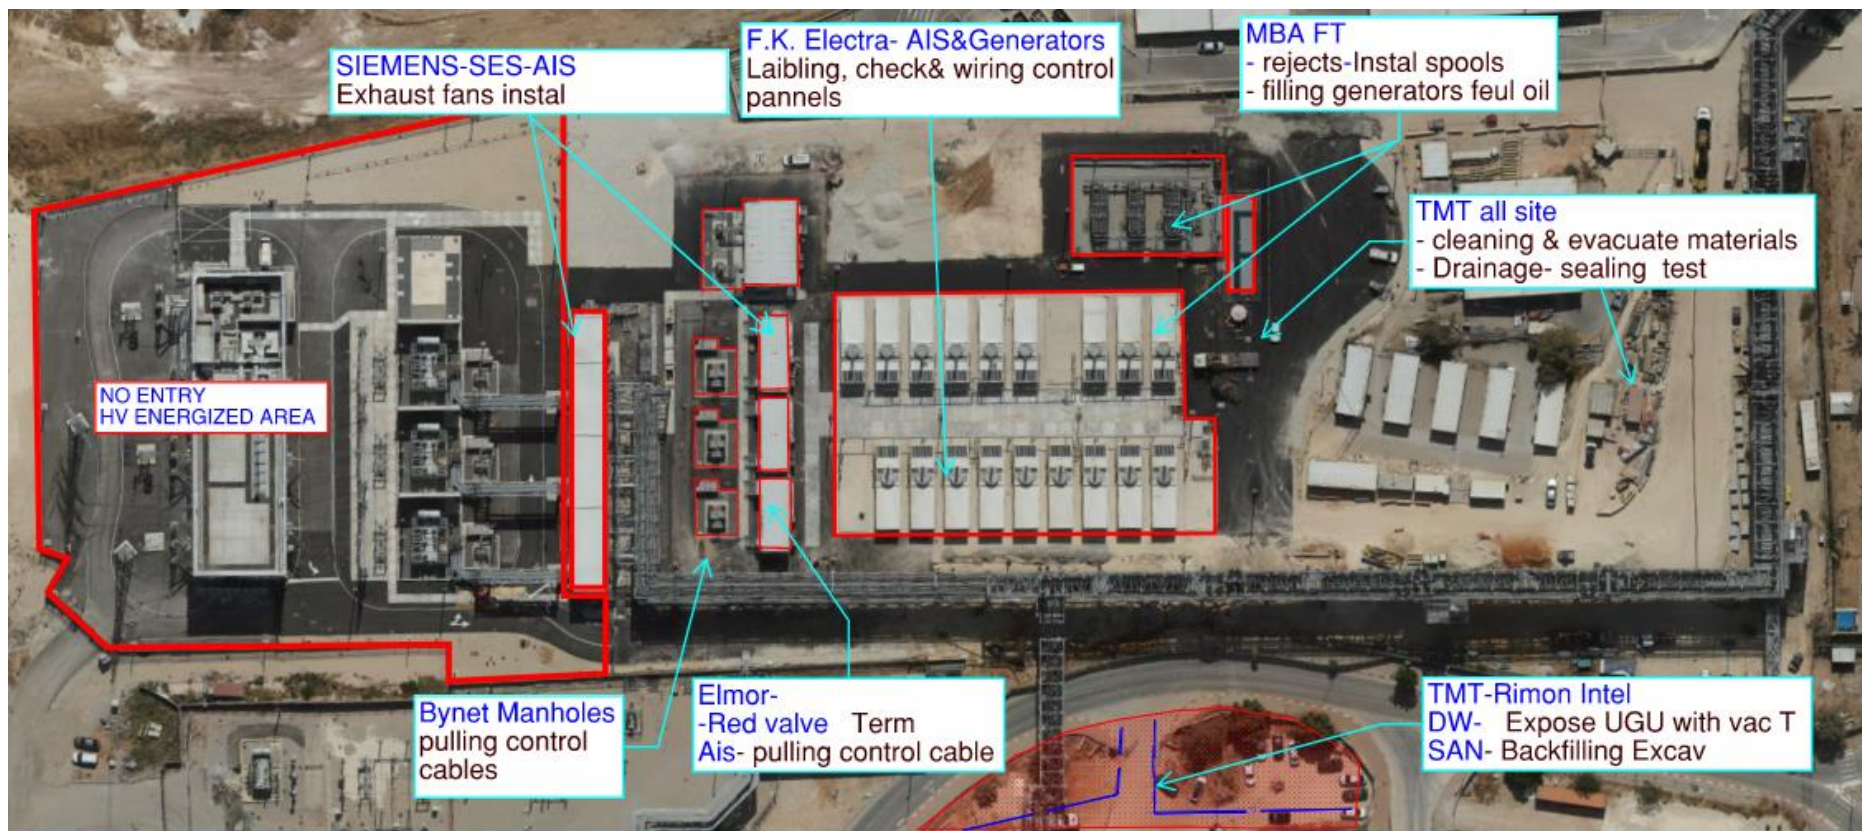 SIEMENS-SES-AIS
Exhaust fans instal
F.K. Electra- AIS&Generators
Laibling, check& wiring control
pannels
MBA FT
- rejects-Instal spools
- filling generators feul oil
TMT all site
- cleaning & evacuate materials
- Drainage- sealing test
NO ENTRY
HV ENERGIZED AREA
Bynet Manholes
pulling control
cables
Elmor-
-Red valve Term
Ais- pulling control cable
TMT-Rimon Intel
DW- Expose UGU with vac T
SAN- Backfilling Excav